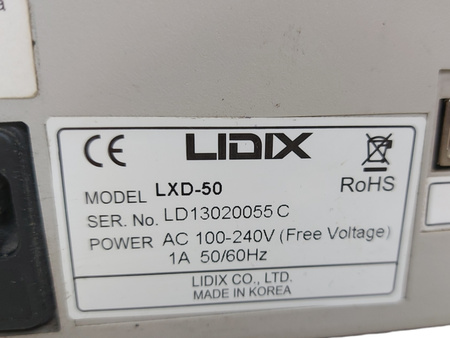 a
CE LIDIX
RoHS
MODEL LXD-50
SER. No. LD13020055 C
POWER AC 100-240V (Free Voltage)
1A 50/60Hz
LIDIX CO., LTD.
MADE IN KOREA